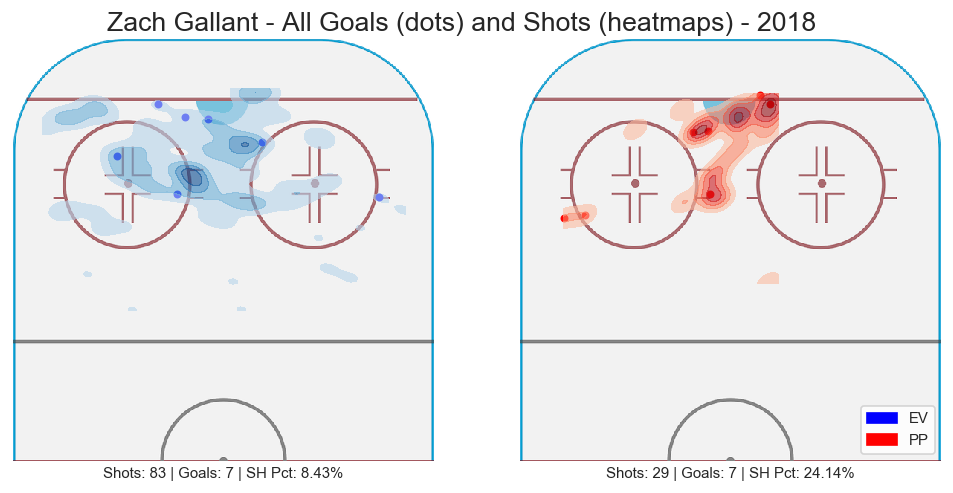 Zach Gallant - All Goals (dots) and Shots (heatmaps) - 2018
EV
PP
Shots: 83 | Goals: 7 | SH Pct: 8.43%
Shots: 29 | Goals: 7 | SH Pct: 24.14%